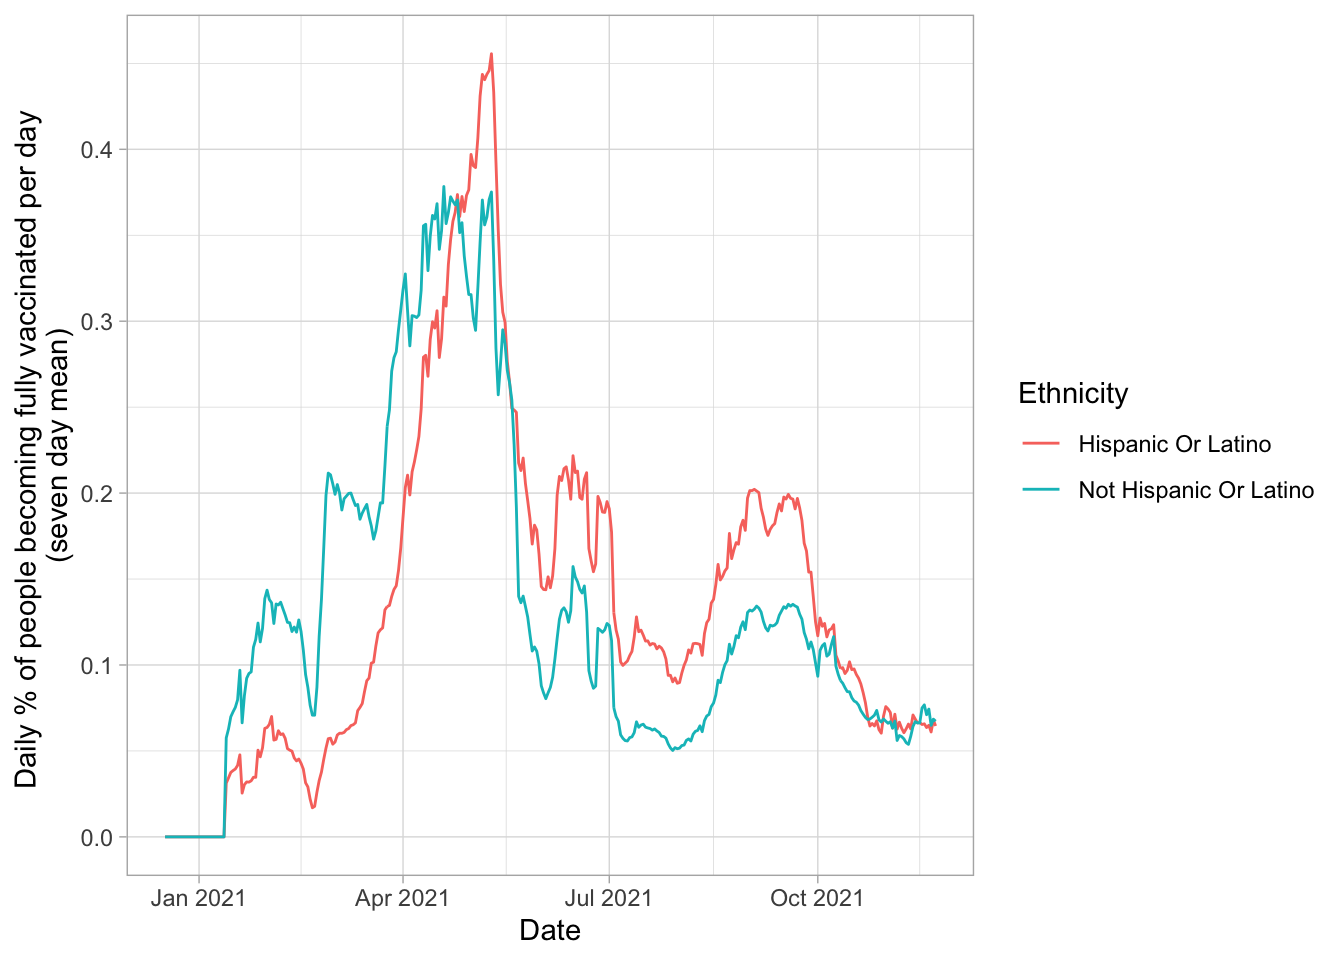 Daily % of people becoming fully vaccinated per day
(seven day mean)
0.4
0.3
0.2
0.1
0.0
Jan 2021
Apr 2021
Jul 2021
Oct 2021
Date
Ethnicity
Hispanic Or Latino
Not Hispanic Or Latino